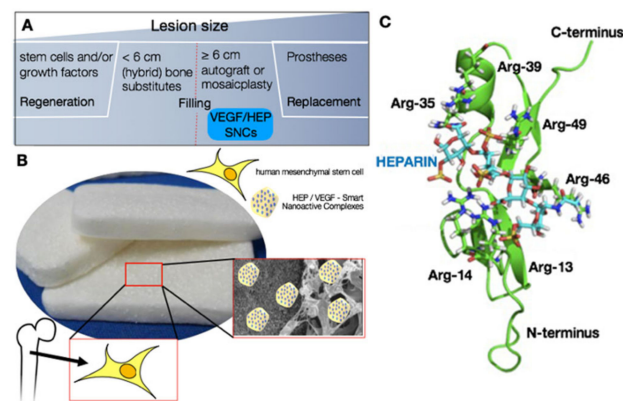 A
Lesion size
stem cells and/or
growth factors
Regeneration
< 6 cm
(hybrid) bone
substitutes
≥ 6 cm
autograft or
mosaicplasty
Filling
VEGF/HEP
SNCs
Prostheses
Replacement
B
human meschymal stem cell
HEP / VEGF - Smart
Nanoactive Complexes
C
C-terminus
Arg-39
Arg-35
Arg-49
HEPARIN
Arg-46
Arg-14
Arg-13
N-terminus